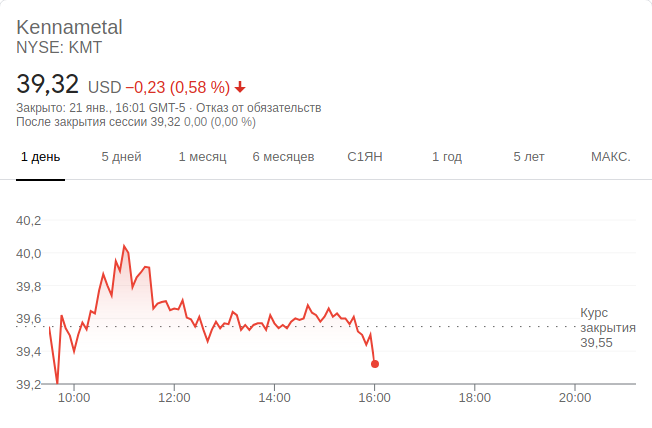 Kennametal
NYSE: KMT
39,32 USD −0,23 (0,58 %)
Закрыто: 21 янв., 16:01 GMT-5 · Отказ от обязательств
После закрытия сессии 39,32 0,00 (0,00 %)
1 день 5 дней 1 месяц 6 месяцев С1ЯН 1 год 5 лет МАКС.
40,2
40,0
39,8
39,6
39,4
39,2
Курс
закрытия
39,55
10:00 12:00 14:00 16:00 18:00 20:00